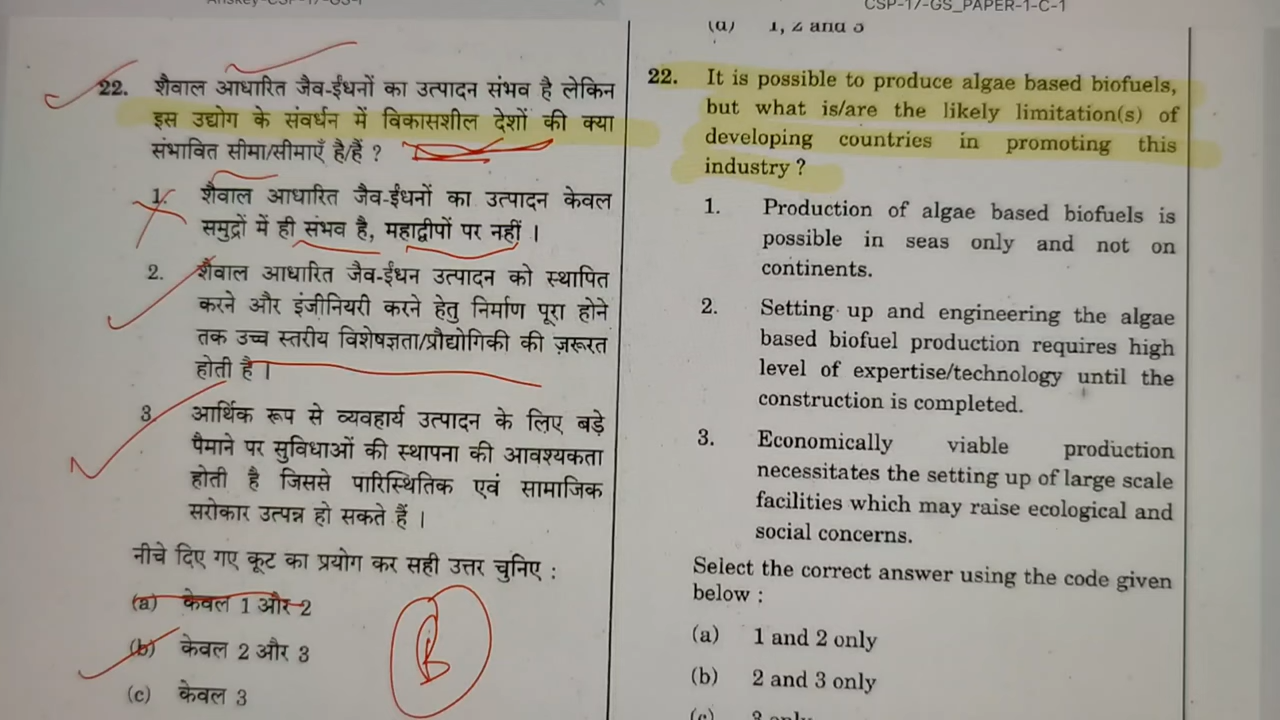 Anskey-CSP-17-GS-1
CSP-17-GS_PAPER-1-C-1
22. शैवाल आधारित जैव-ईंधनों का उत्पादन संभव है लेकिन
इस उद्योग के संवर्धन में विकासशील देशों की क्या
संभावित सीमा/सीमाएँ है/हैं ?
1. शैवाल आधारित जैव-ईंधनों का उत्पादन केवल
समुद्रों में ही संभव है, महाद्वीपों पर नहीं ।
2. शैवाल आधारित जैव-ईंधन उत्पादन को स्थापित
करने और इंजीनियरी करने हेतु निर्माण पूरा होने
तक उच्च स्तरीय विशेषज्ञता/प्रौद्योगिकी की ज़रूरत
होती है ।
3 आर्थिक रूप से व्यवहार्य उत्पादन के लिए बड़े
पैमाने पर सुविधाओं की स्थापना की आवश्यकता
होती है जिससे पारिस्थितिक एवं सामाजिक
सरोकार उत्पन्न हो सकते हैं ।
नीचे दिए गए कूट का प्रयोग कर सही उत्तर चुनिए :
(a) केवल 1 और 2
(b) केवल 2 और 3
(c) केवल 3
B
(a) 1, 2 and 3
22. It is possible to produce algae based biofuels,
but what is/are the likely limitation(s) of
developing countries in promoting this
industry ?
1. Production of algae based biofuels is
possible in seas only and not on
continents.
2. Setting up and engineering the algae
based biofuel production requires high
level of expertise/technology until the
construction is completed.
3. Economically viable production
necessitates the setting up of large scale
facilities which may raise ecological and
social concerns.
Select the correct answer using the code given
below :
(a) 1 and 2 only
(b) 2 and 3 only
(c) 3 only